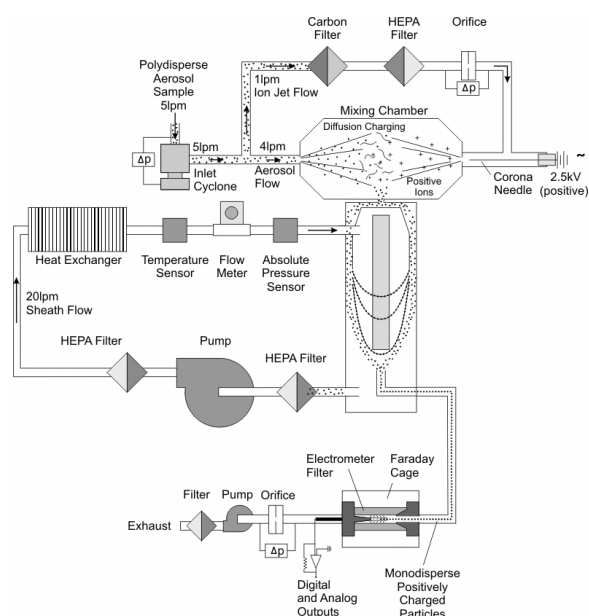 Carbon
Filter
HEPA
Filter
Orifice
Polydisperse
Aerosol
Sample
5lpm
1lpm
Ion Jet Flow
Δp
Mixing Chamber
Diffusion Charging
Δp
5lpm
4lpm
Inlet
Cyclone
Aerosol
Flow
Positive
Ions
Corona
Needle
~
2.5kV
(positive)
Heat Exchanger
Temperature
Sensor
Flow
Meter
Absolute
Pressure
Sensor
20lpm
Sheath Flow
HEPA Filter
Pump
HEPA Filter
Electrometer
Filter
Faraday
Cage
Filter
Pump
Orifice
Exhaust
Δp
Digital
and Analog
Outputs
Monodisperse
Positively
Charged
Particles